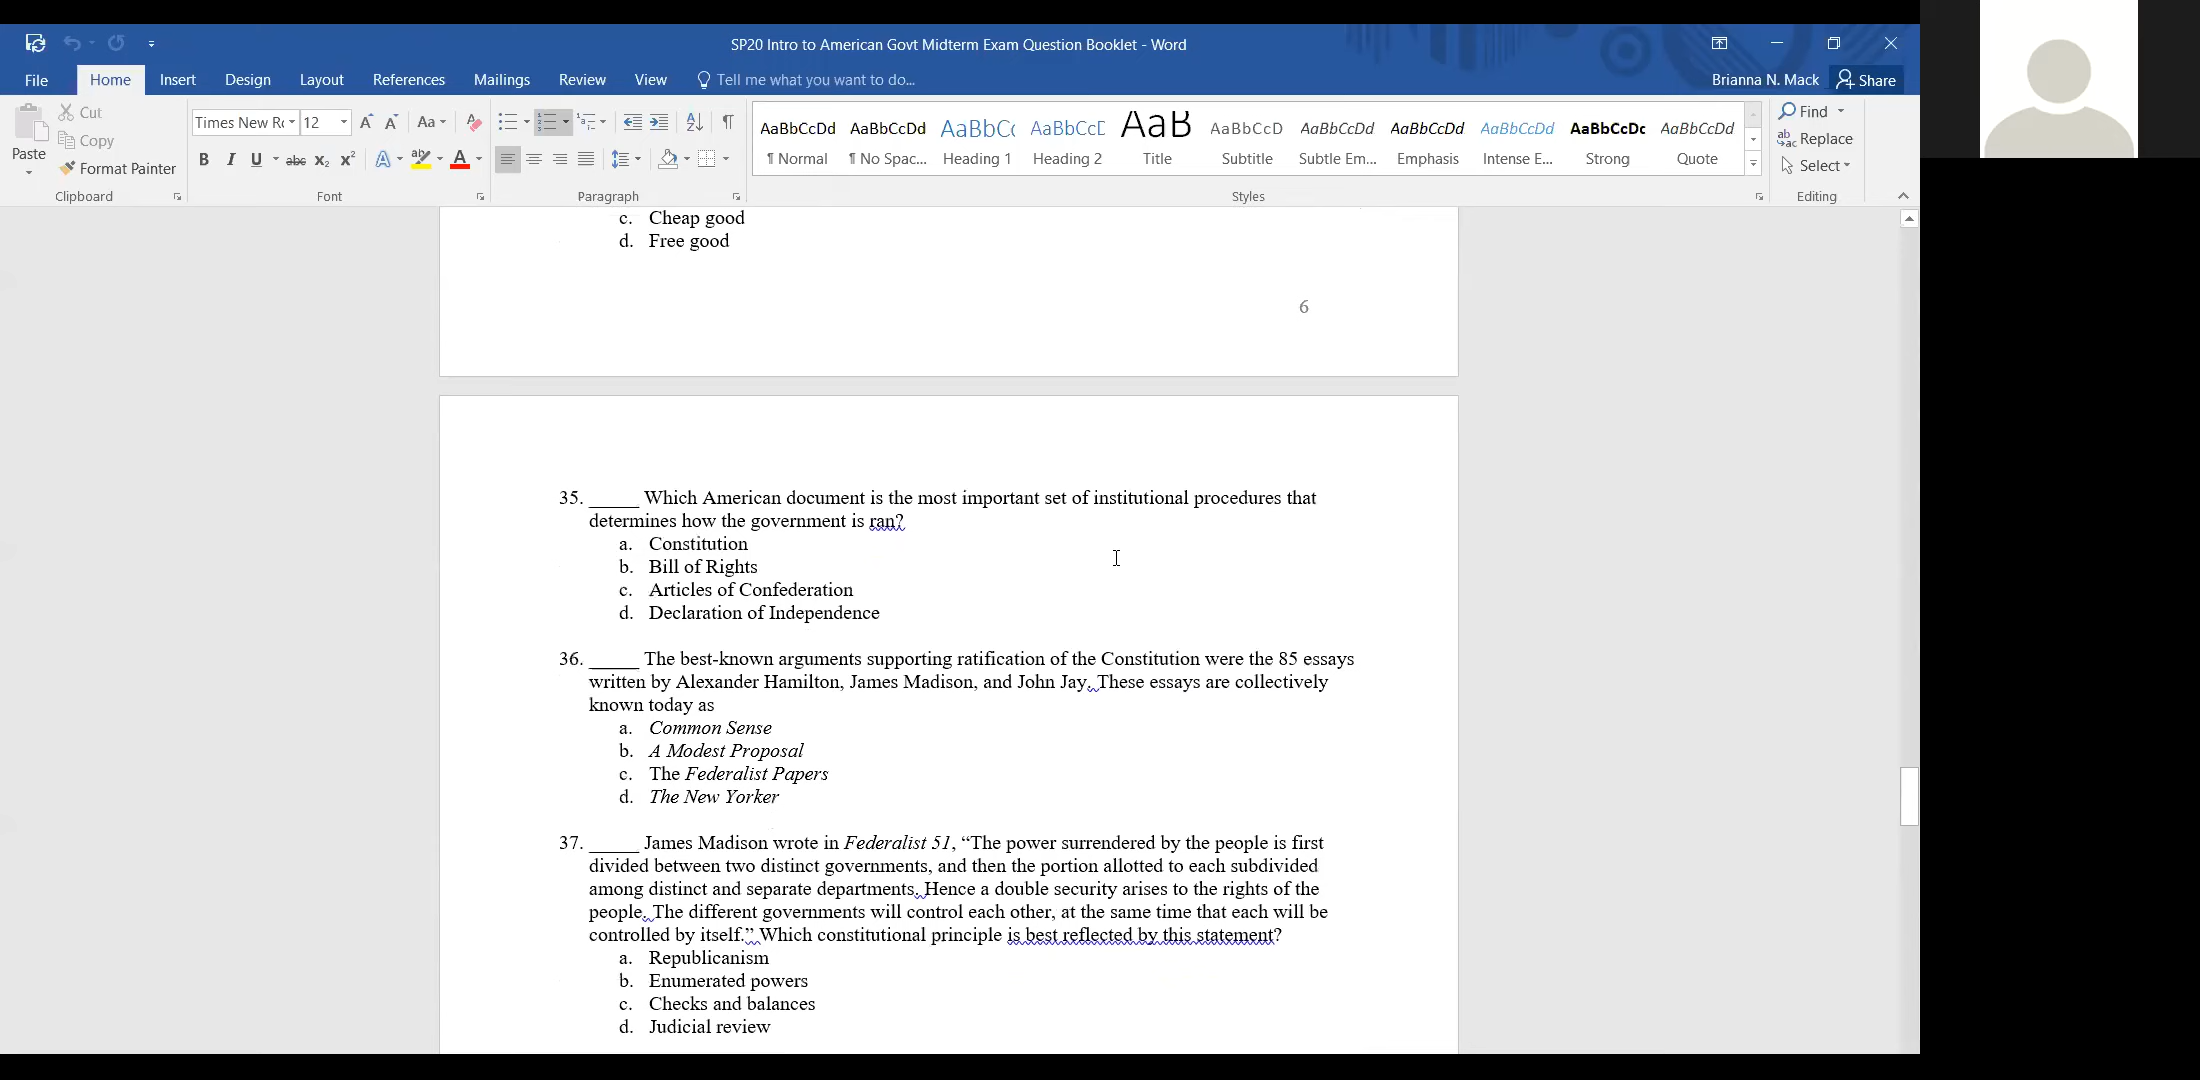 SP20 Intro to American Govt Midterm Exam Question Booklet - Word
File Home Insert Design Layout References Mailings Review View Tell me what you want to do... Brianna N. Mack Share
Paste Cut Copy Format Painter
Clipboard
Times New Ro 12
Aa
B I U abc x₂ x² A ab A
Font
Paragraph
AaBbCcDd AaBbCcDd AaBbCc AaBbCcD AaB AaBbCcD AaBbCcDd AaBbCcDd AaBbCcDd AaBbCcDc AaBbCcDd
¶ Normal ¶ No Spac... Heading 1 Heading 2 Title Subtitle Subtle Em... Emphasis Intense E... Strong Quote
Styles
Find
Replace
Select
Editing
c. Cheap good
d. Free good
6
35. _____ Which American document is the most important set of institutional procedures that
determines how the government is ran?
a. Constitution
b. Bill of Rights
c. Articles of Confederation
d. Declaration of Independence
36. _____ The best-known arguments supporting ratification of the Constitution were the 85 essays
written by Alexander Hamilton, James Madison, and John Jay. These essays are collectively
known today as
a. Common Sense
b. A Modest Proposal
c. The Federalist Papers
d. The New Yorker
37. _____ James Madison wrote in Federalist 51, “The power surrendered by the people is first
divided between two distinct governments, and then the portion allotted to each subdivided
among distinct and separate departments. Hence a double security arises to the rights of the
people. The different governments will control each other, at the same time that each will be
controlled by itself.” Which constitutional principle is best reflected by this statement?
a. Republicanism
b. Enumerated powers
c. Checks and balances
d. Judicial review